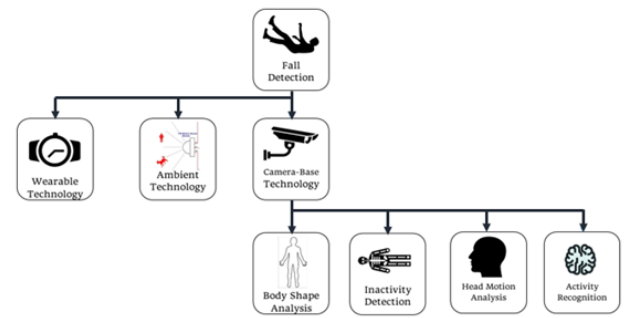 Fall
Detection
Wearable
Technology
Ambient
Technology
Camera-Base
Technology
Body Shape
Analysis
Inactivity
Detection
Head Motion
Analysis
Activity
Recognition